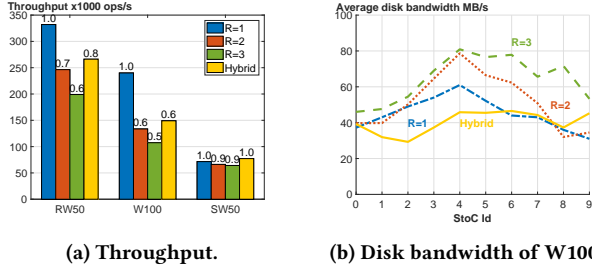 Throughput x1000 ops/s
350
300
250
200
150
100
50
0
1.0
0.7
0.6
0.8
1.0
0.6
0.5
0.6
1.0
0.9
0.9
1.0
RW50
W100
SW50
R=1
R=2
R=3
Hybrid
(a) Throughput.
Average disk bandwidth MB/s
100
80
60
40
20
0
R=3
R=2
R=1
Hybrid
0 1 2 3 4 5 6 7 8 9
StoC Id
(b) Disk bandwidth of W100